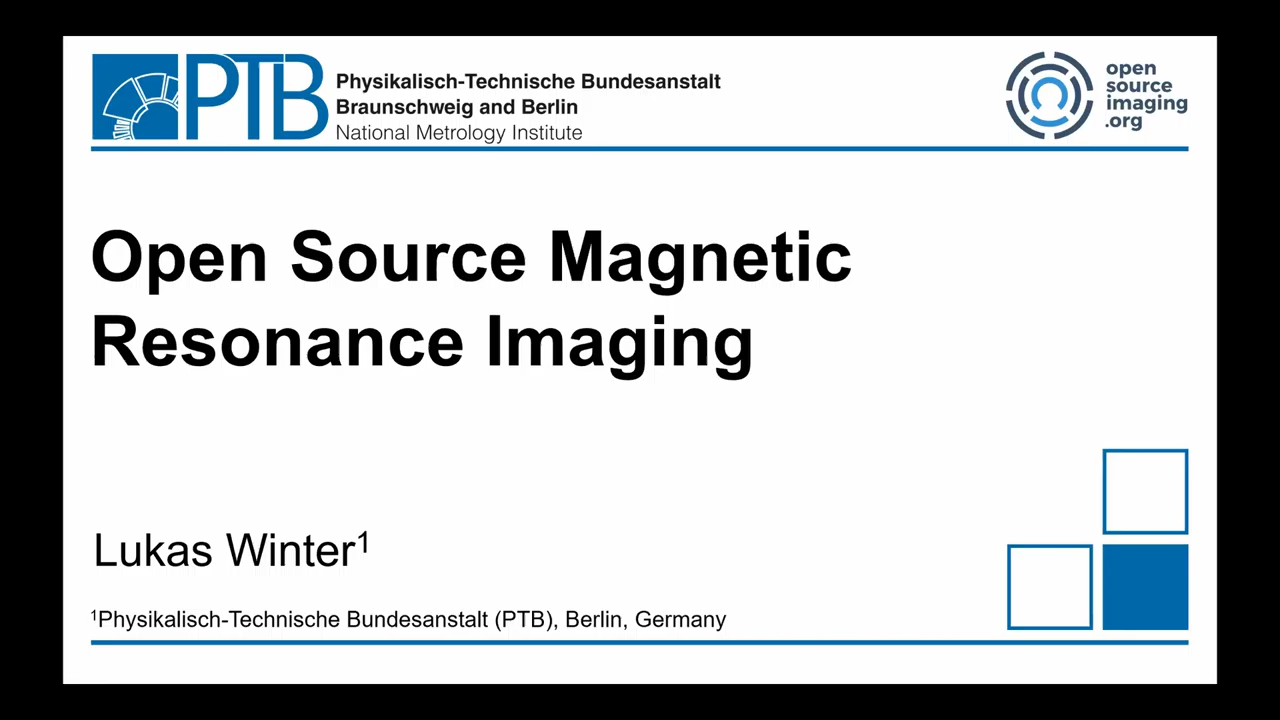 PTB
Physikalisch-Technische Bundesanstalt
Braunschweig and Berlin
National Metrology Institute
open
source
imaging
.org
Open Source Magnetic
Resonance Imaging
Lukas Winter¹
¹Physikalisch-Technische Bundesanstalt (PTB), Berlin, Germany